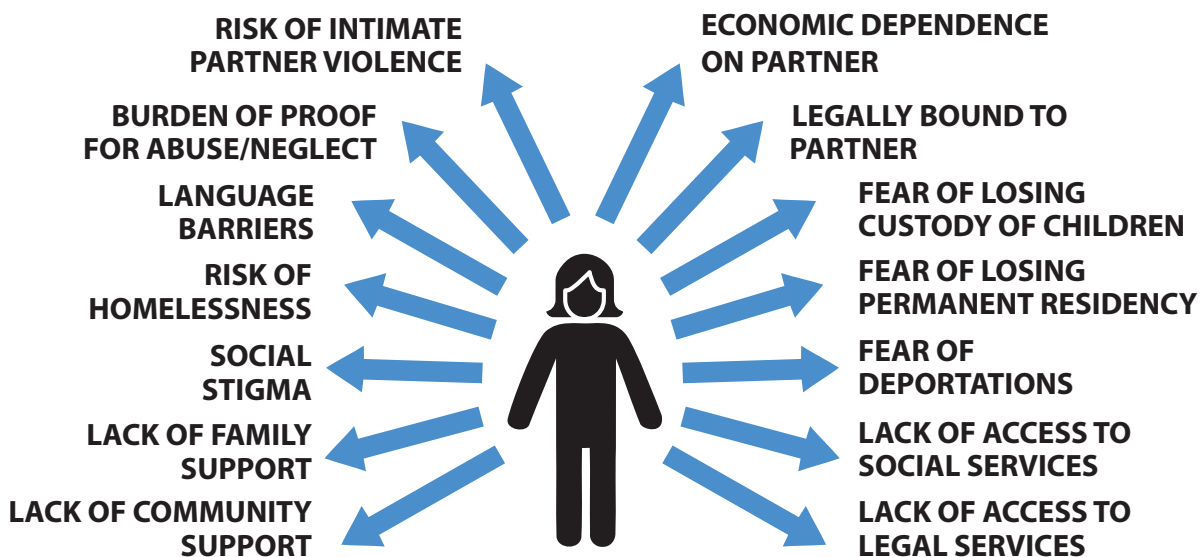 RISK OF INTIMATE
PARTNER VIOLENCE
BURDEN OF PROOF
FOR ABUSE/NEGLECT
LANGUAGE
BARRIERS
RISK OF
HOMELESSNESS
SOCIAL
STIGMA
LACK OF FAMILY
SUPPORT
LACK OF COMMUNITY
SUPPORT
ECONOMIC DEPENDENCE
ON PARTNER
LEGALLY BOUND TO
PARTNER
FEAR OF LOSING
CUSTODY OF CHILDREN
FEAR OF LOSING
PERMANENT RESIDENCY
FEAR OF
DEPORTATIONS
LACK OF ACCESS TO
SOCIAL SERVICES
LACK OF ACCESS TO
LEGAL SERVICES